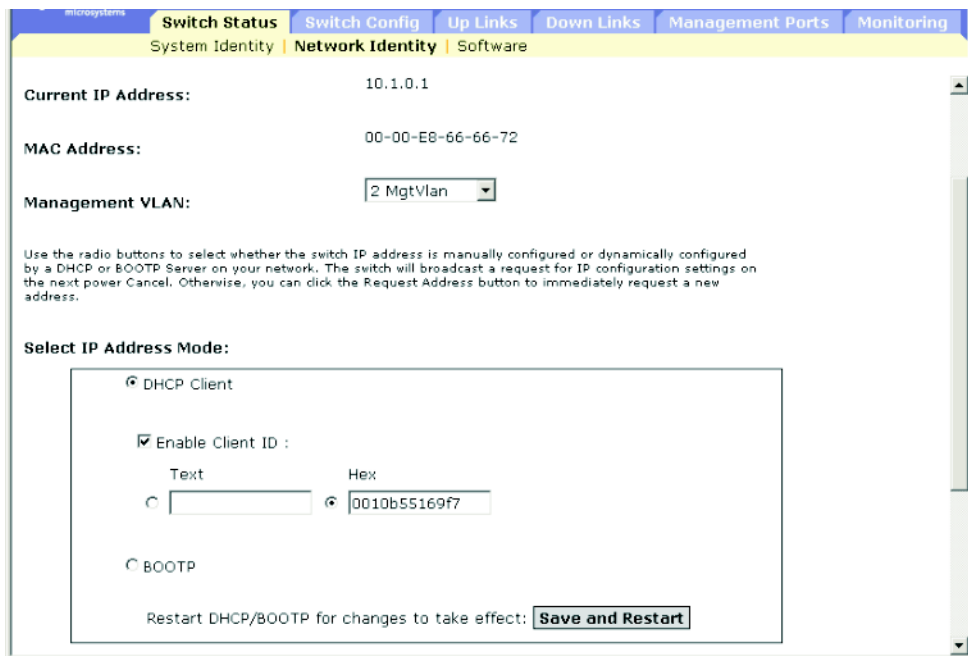 microsystems
Switch Status Switch Config Up Links Down Links Management Ports Monitoring
System Identity | Network Identity | Software
Current IP Address: 10.1.0.1
MAC Address: 00-00-E8-66-66-72
Management VLAN: 2 MgtVlan
Use the radio buttons to select whether the switch IP address is manually configured or dynamically configured
by a DHCP or BOOTP Server on your network. The switch will broadcast a request for IP configuration settings on
the next power Cancel. Otherwise, you can click the Request Address button to immediately request a new
address.
Select IP Address Mode:
DHCP Client
Enable Client ID :
Text Hex
0010b55169f7
BOOTP
Restart DHCP/BOOTP for changes to take effect: Save and Restart